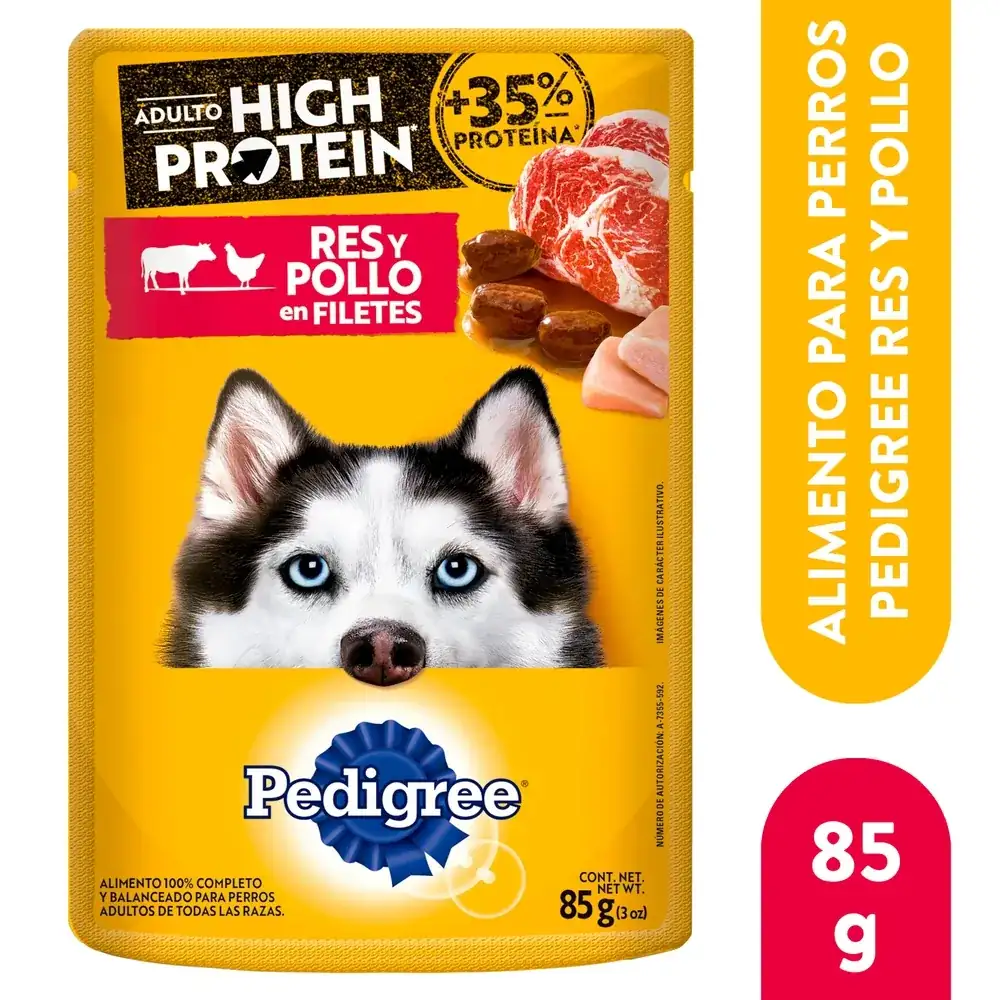 ADULTO HIGH
PROTEIN*
+35%
PROTEÍNA*
RES Y
POLLO
en FILETES
IMÁGENES DE CARÁCTER ILUSTRATIVO.
NÚMERO DE AUTORIZACIÓN: A-7355-592.
Pedigree®
ALIMENTO 100% COMPLETO
Y BALANCEADO PARA PERROS
ADULTOS DE TODAS LAS RAZAS.
CONT. NET.
NET WT.
85 g (3 oz)
ALIMENTO PARA PERROS
PEDIGREE RES Y POLLO
85
g